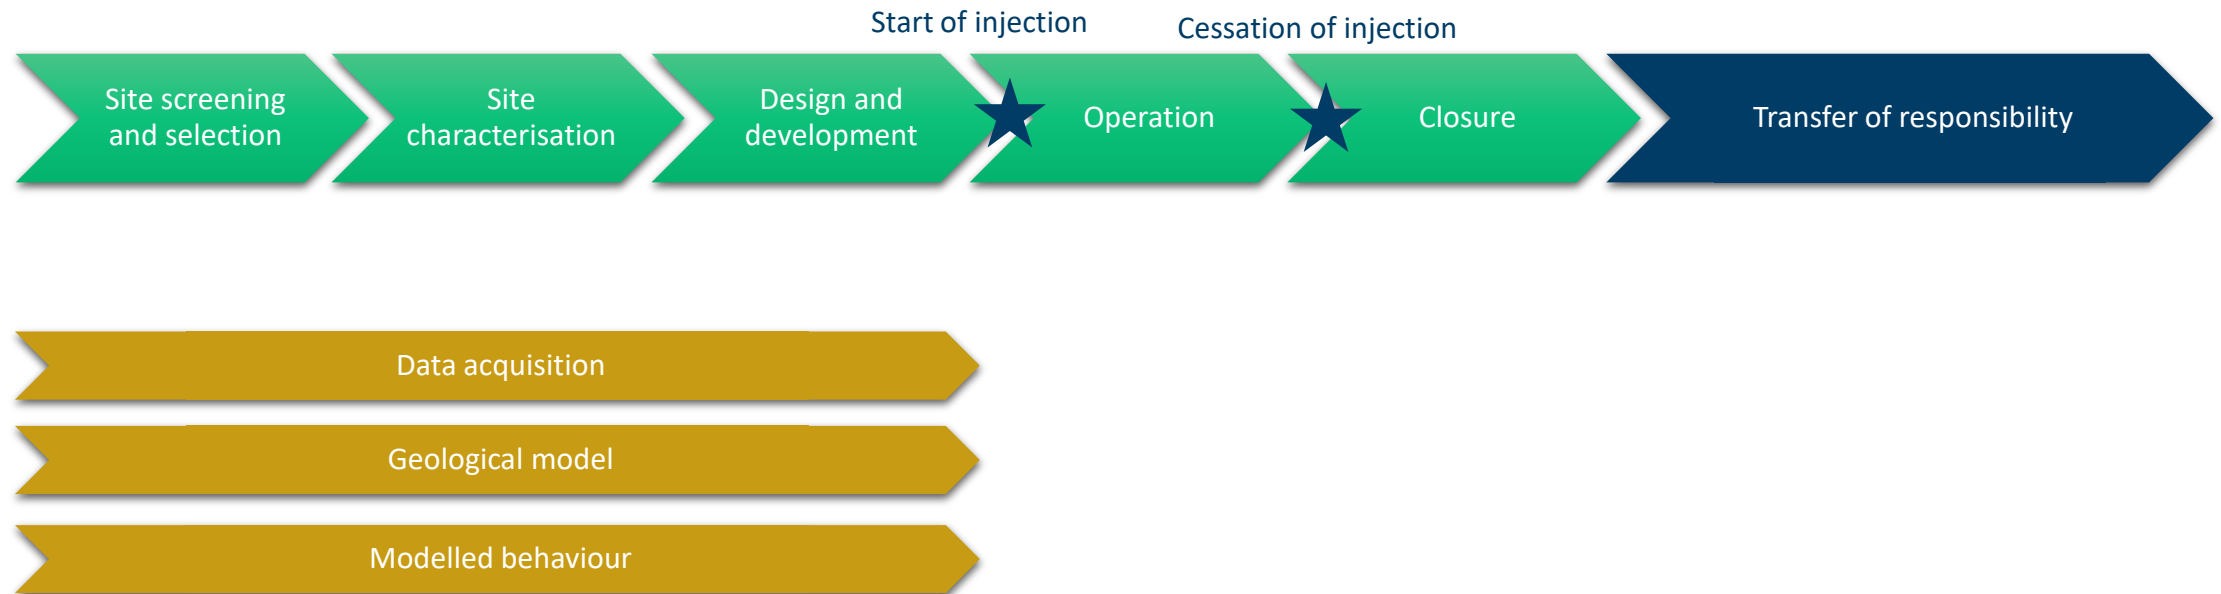 Start of injection
Cessation of injection
Site screening
and selection
Site
characterisation
Design and
development
Operation
Closure
Transfer of responsibility
Data acquisition
Geological model
Modelled behaviour